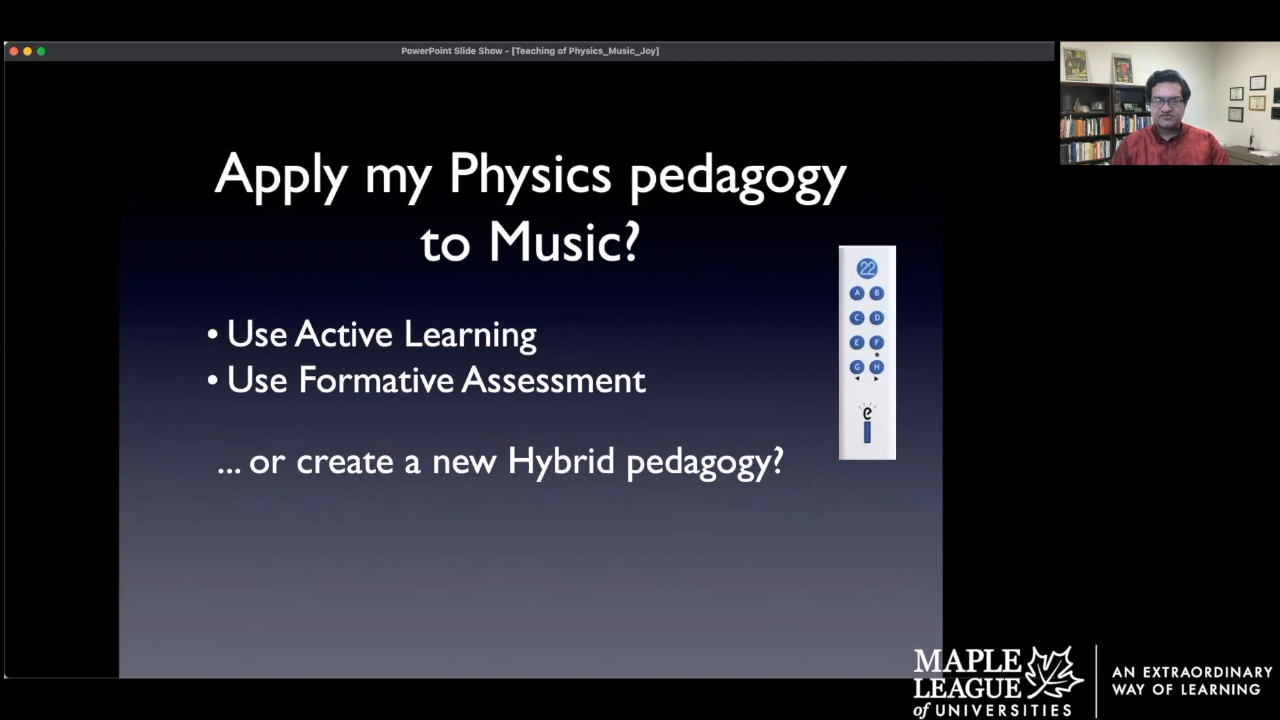 PowerPoint Slide Show - [Teaching of Physics_Music_Joy]
Apply my Physics pedagogy
to Music?
• Use Active Learning
• Use Formative Assessment
... or create a new Hybrid pedagogy?
22
A B
C D
E F
G H
e
i
MAPLE
LEAGUE
of UNIVERSITIES
AN EXTRAORDINARY
WAY OF LEARNING